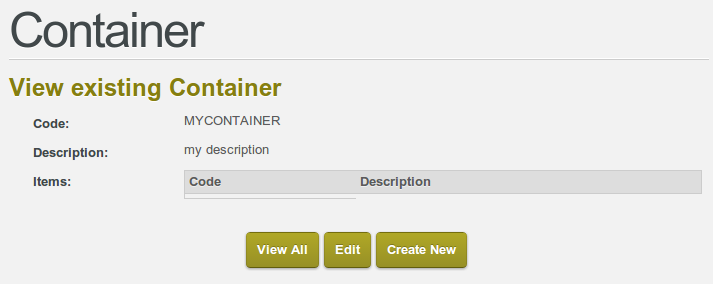 Container
View existing Container
Code: MYCONTAINER
Description: my description
Items: Code Description
View All Edit Create New